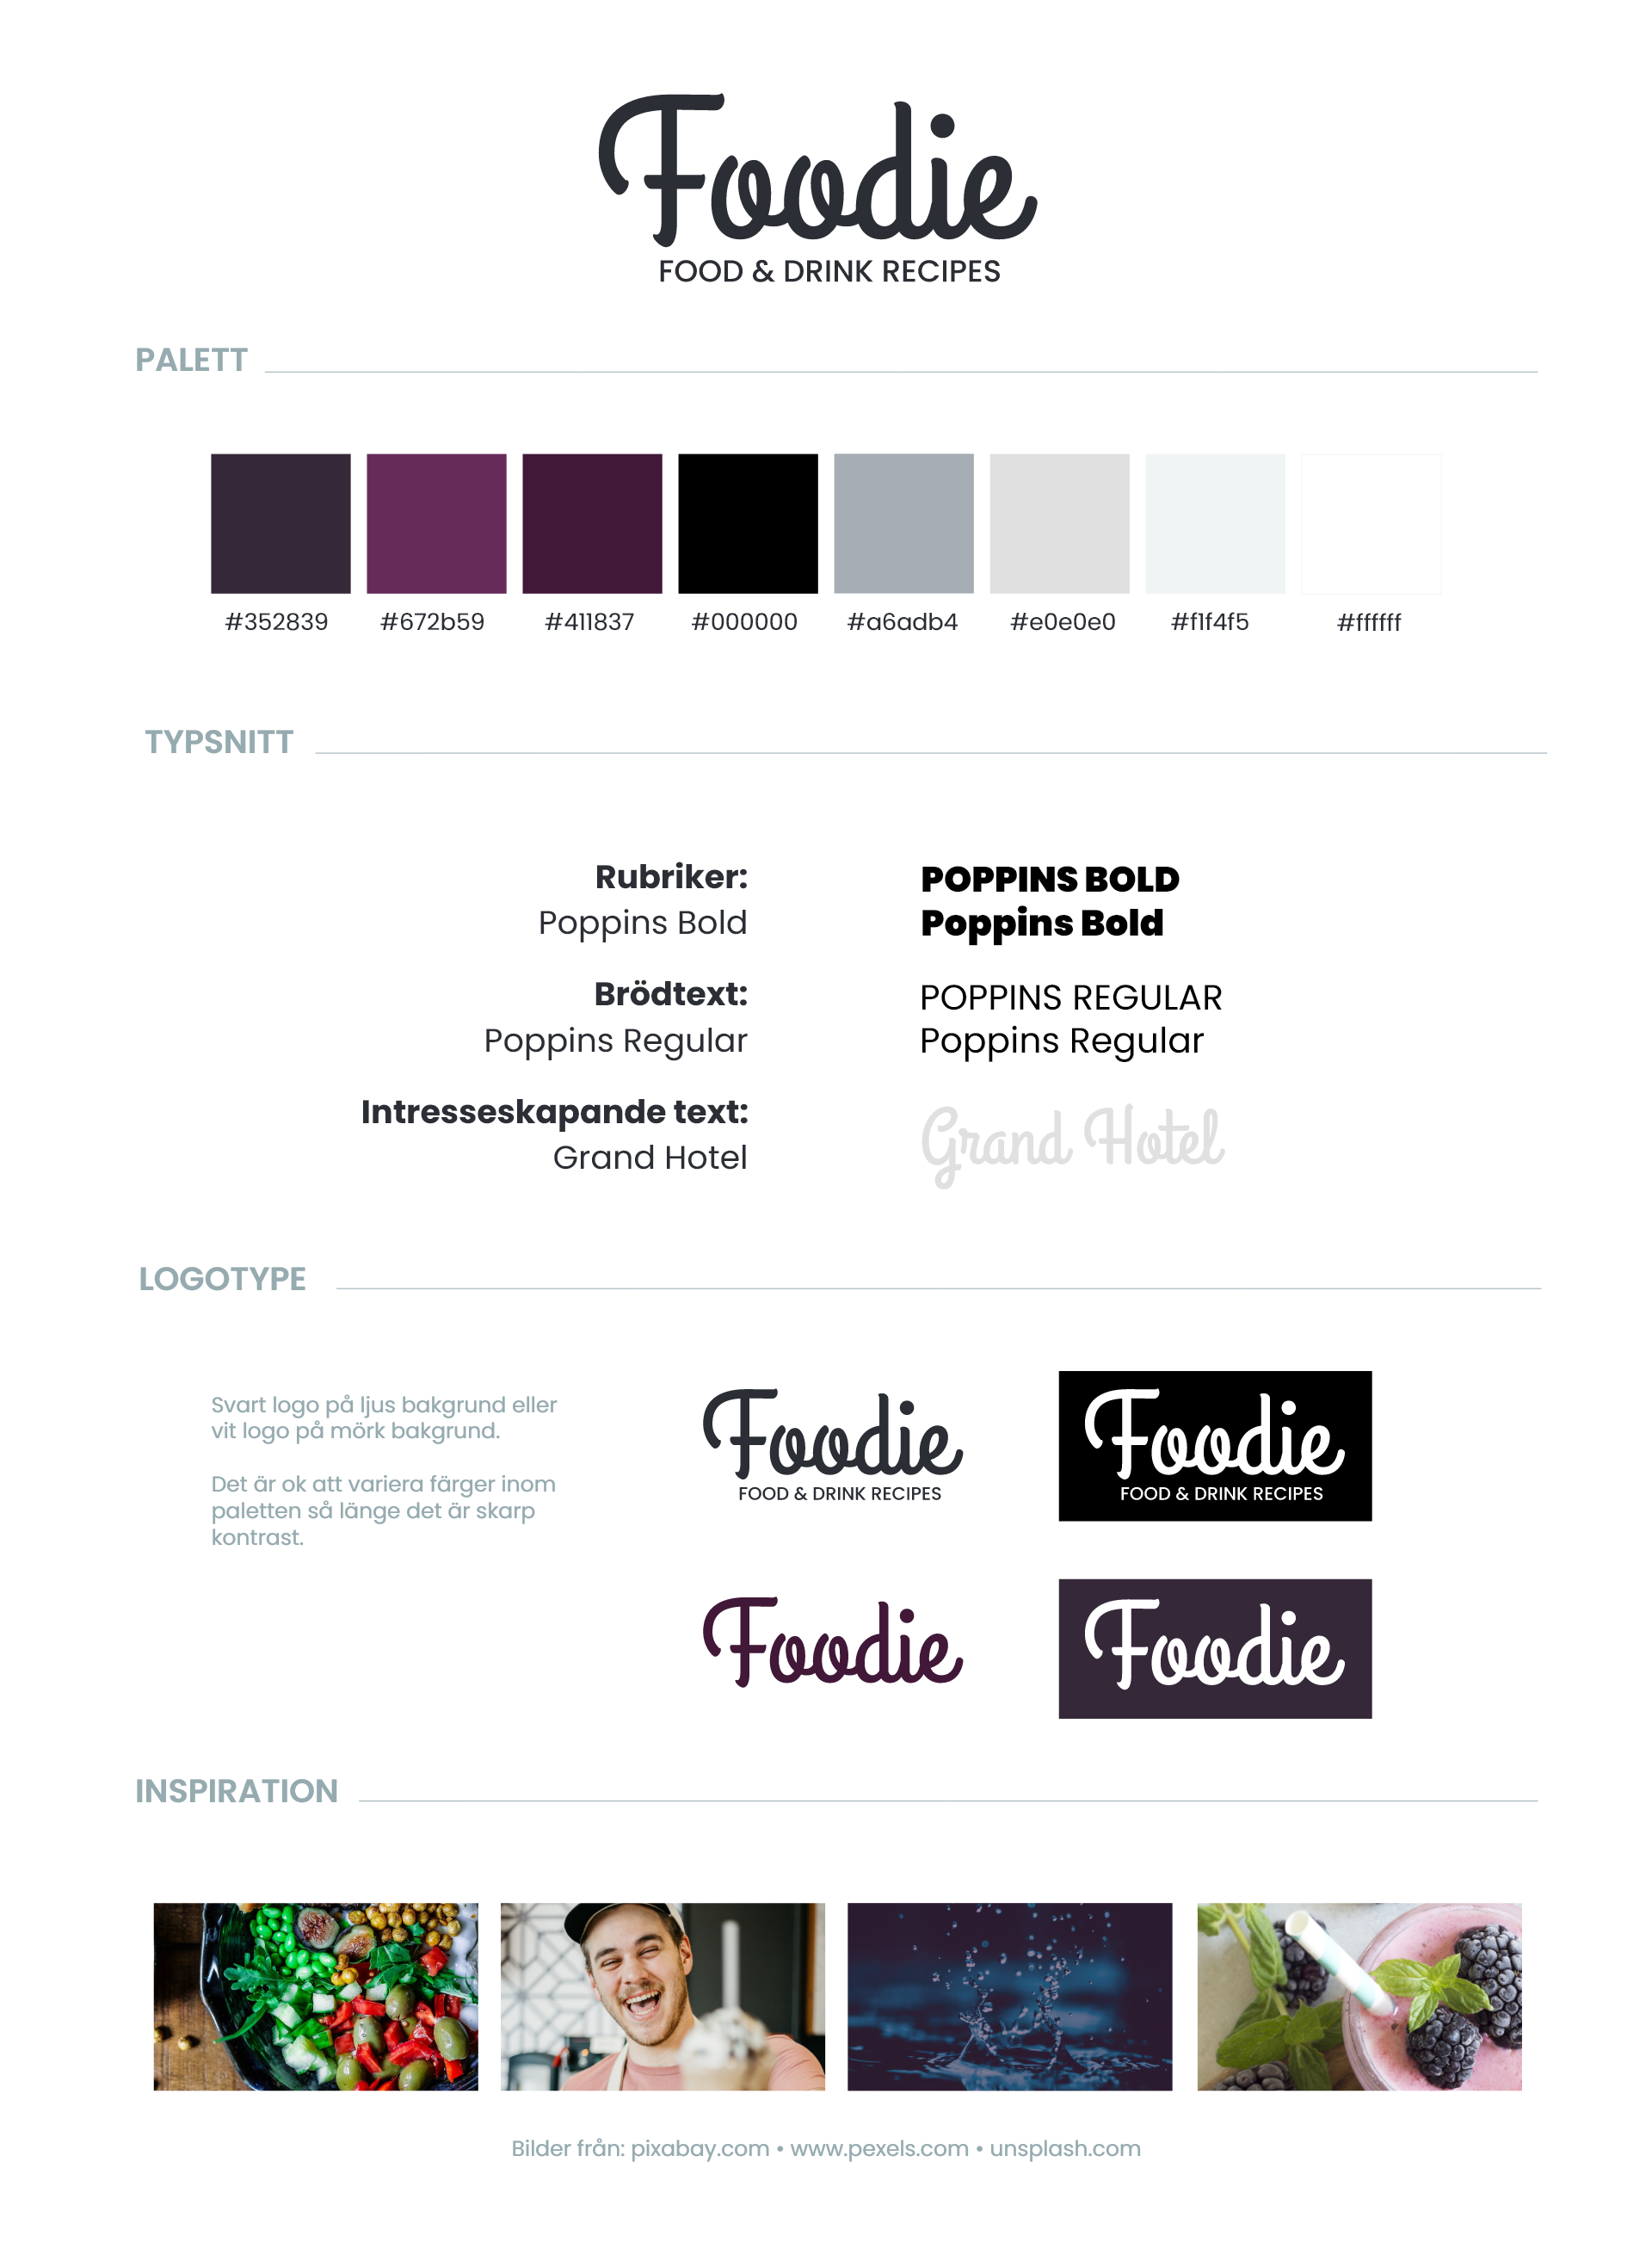 Foodie
FOOD & DRINK RECIPES
PALETT
#352839 #672b59 #411837 #000000 #a6adb4 #e0e0e0 #f1f4f5 #ffffff
TYPSNITT
Rubriker:
Poppins Bold
POPPINS BOLD
Poppins Bold
Brödtext:
Poppins Regular
POPPINS REGULAR
Poppins Regular
Intresseskapande text:
Grand Hotel
Grand Hotel
LOGOTYPE
Svart logo på ljus bakgrund eller
vit logo på mörk bakgrund.
Det är ok att variera färger inom
paletten så länge det är skarp
kontrast.
Foodie
FOOD & DRINK RECIPES
Foodie
FOOD & DRINK RECIPES
Foodie
Foodie
INSPIRATION
Bilder från: pixabay.com • www.pexels.com • unsplash.com